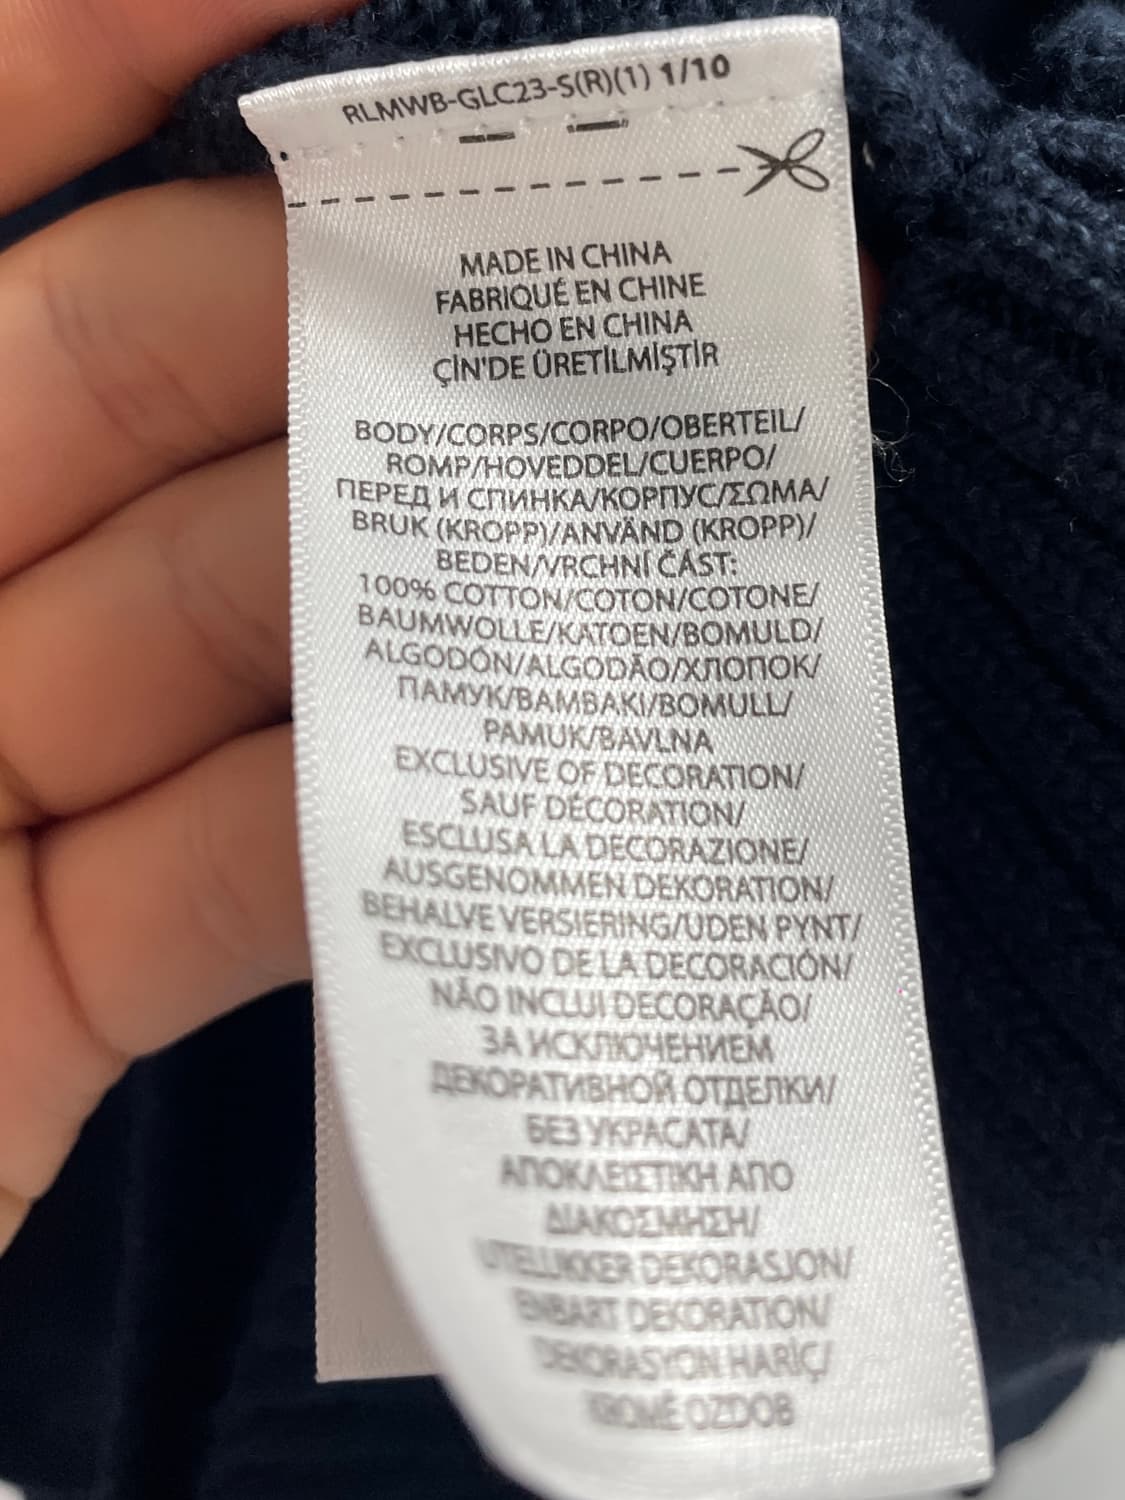 RLMWB-GLC23-S(R)(1) 1/10
MADE IN CHINA
FABRIQUÉ EN CHINE
HECHO EN CHINA
ÇİN'DE ÜRETİLMİŞTİR
BODY/CORPS/CORPO/OBERTEIL/
ROMP/HOVEDDEL/CUERPO/
ПЕРЕД И СПИНКА/КОРПУС/ΣΩΜΑ/
BRUK (KROPP)/ANVÄND (KROPP)/
BEDEN/VRCHNÍ ČÁST:
100% COTTON/COTON/COTONE/
BAUMWOLLE/KATOEN/BOMULD/
ALGODÓN/ALGODÃO/ХЛОПОК/
ПАМУК/ΒΑΜΒΑΚΙ/BOMULL/
PAMUK/BAVLNA
EXCLUSIVE OF DECORATION/
SAUF DÉCORATION/
ESCLUSA LA DECORAZIONE/
AUSGENOMMEN DEKORATION/
BEHALVE VERSIERING/UDEN PYNT/
EXCLUSIVO DE LA DECORACIÓN/
NÃO INCLUI DECORAÇÃO/
ЗА ИСКЛЮЧЕНИЕМ
ДЕКОРАТИВНОЙ ОТДЕЛКИ/
БЕЗ УКРАСАТА/
ΑΠΟΚΛΕΙΣΤΙΚΗ ΑΠΟ
ΔΙΑΚΟΣΜΗΣΗ/
UTELUKKER DEKORASJON/
ENBART DEKORATION/
DEKORASYON HARİÇ/
KROMĚ OZDOB